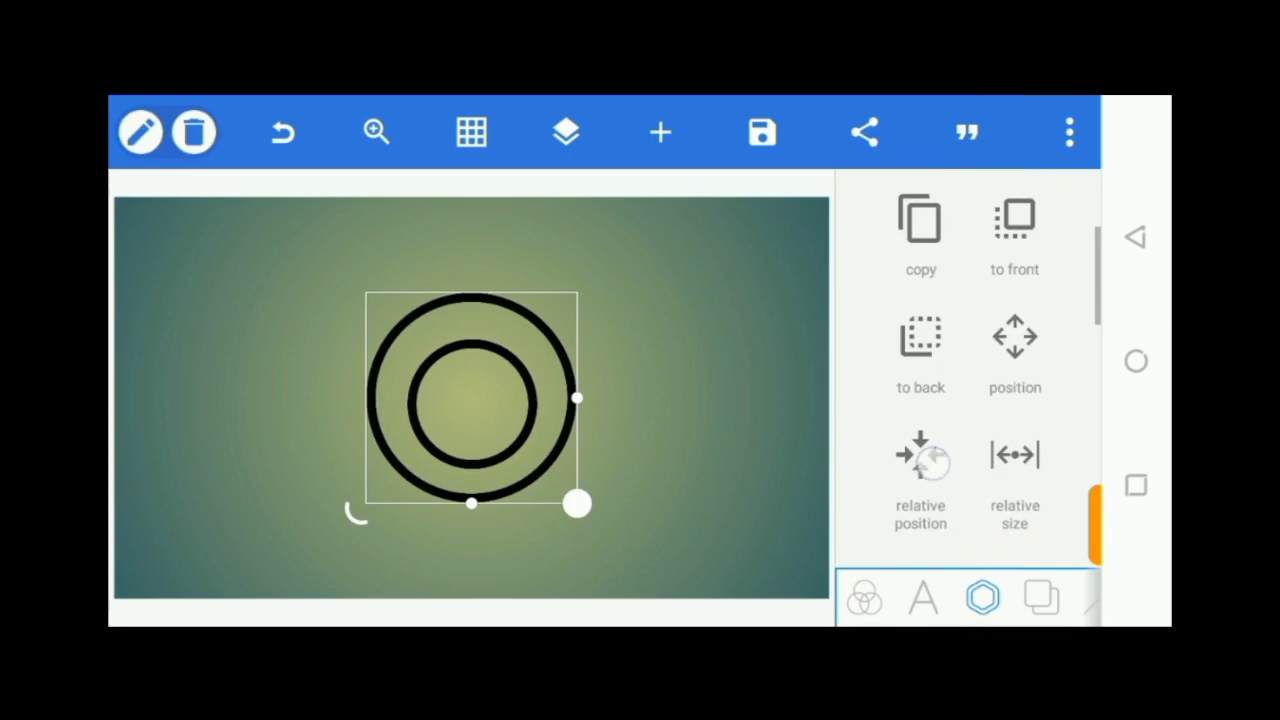 copy
to front
to back
position
relative
position
relative
size